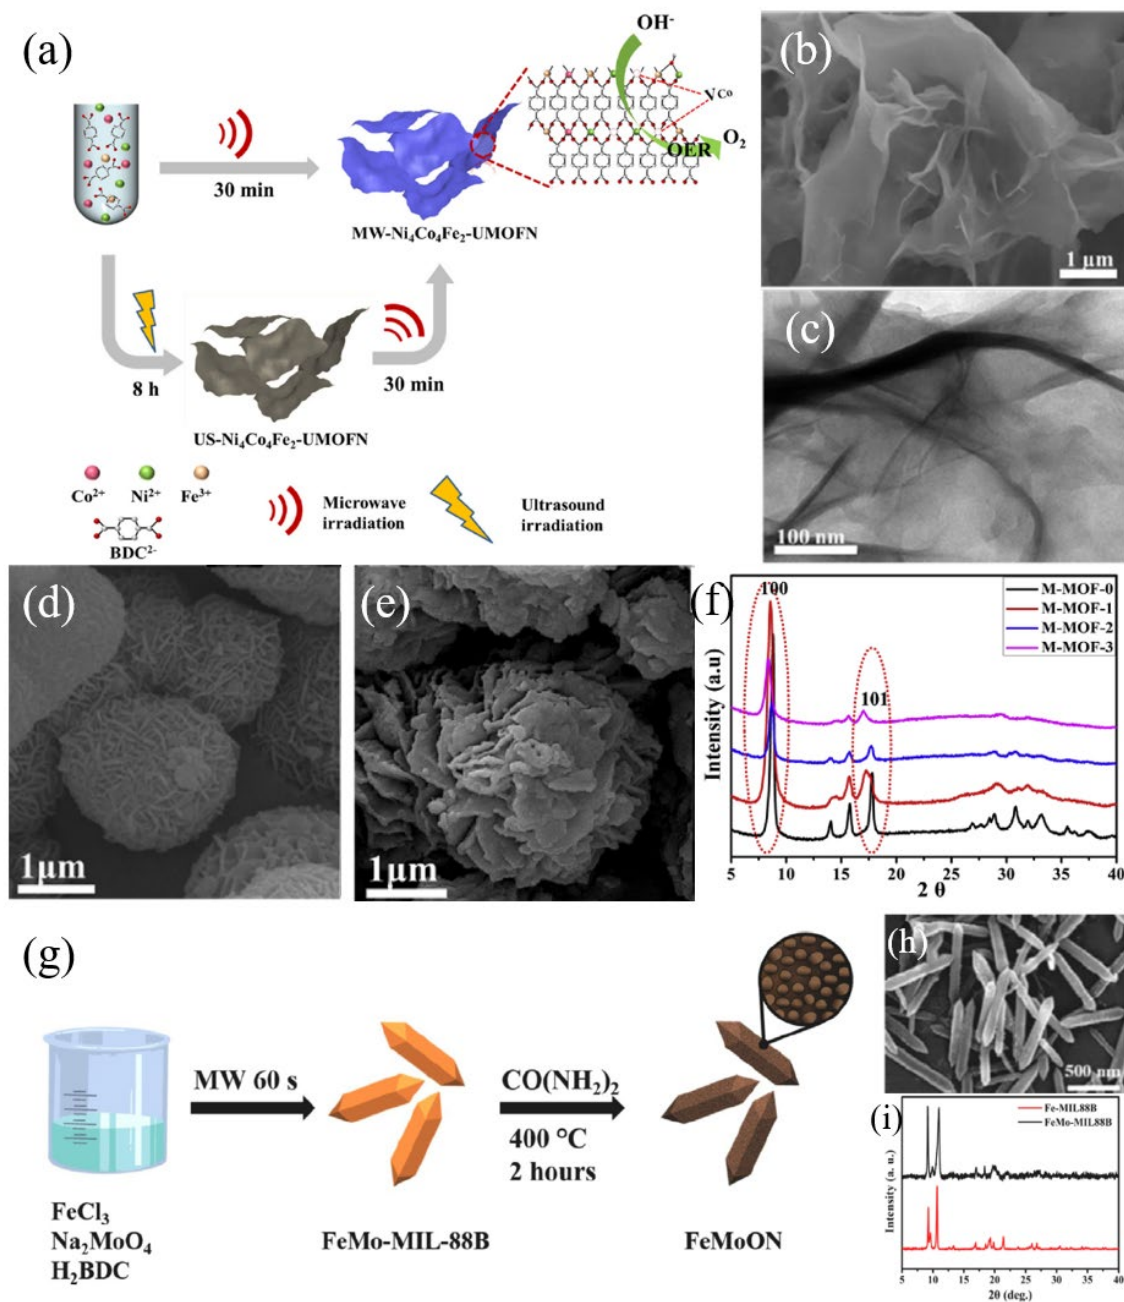 (a)
OH⁻
V^Co
O₂
OER
30 min
MW-Ni₄Co₄Fe₂-UMOFN
8 h
30 min
US-Ni₄Co₄Fe₂-UMOFN
Co²⁺ Ni²⁺ Fe³⁺
BDC²⁻
Microwave
irradiation
Ultrasound
irradiation
(b)
1 µm
(c)
100 nm
(d)
1µm
(e)
1µm
(f)
100
101
M-MOF-0
M-MOF-1
M-MOF-2
M-MOF-3
Intensity (a.u)
5 10 15 20 25 30 35 40
2 θ
(g)
MW 60 s
CO(NH₂)₂
400 °C
2 hours
FeCl₃
Na₂MoO₄
H₂BDC
FeMo-MIL-88B
FeMoON
(h)
500 nm
(i)
Fe-MIL88B
FeMo-MIL88B
Intensity (a. u.)
5 10 15 20 25 30 35 40
2θ (deg.)